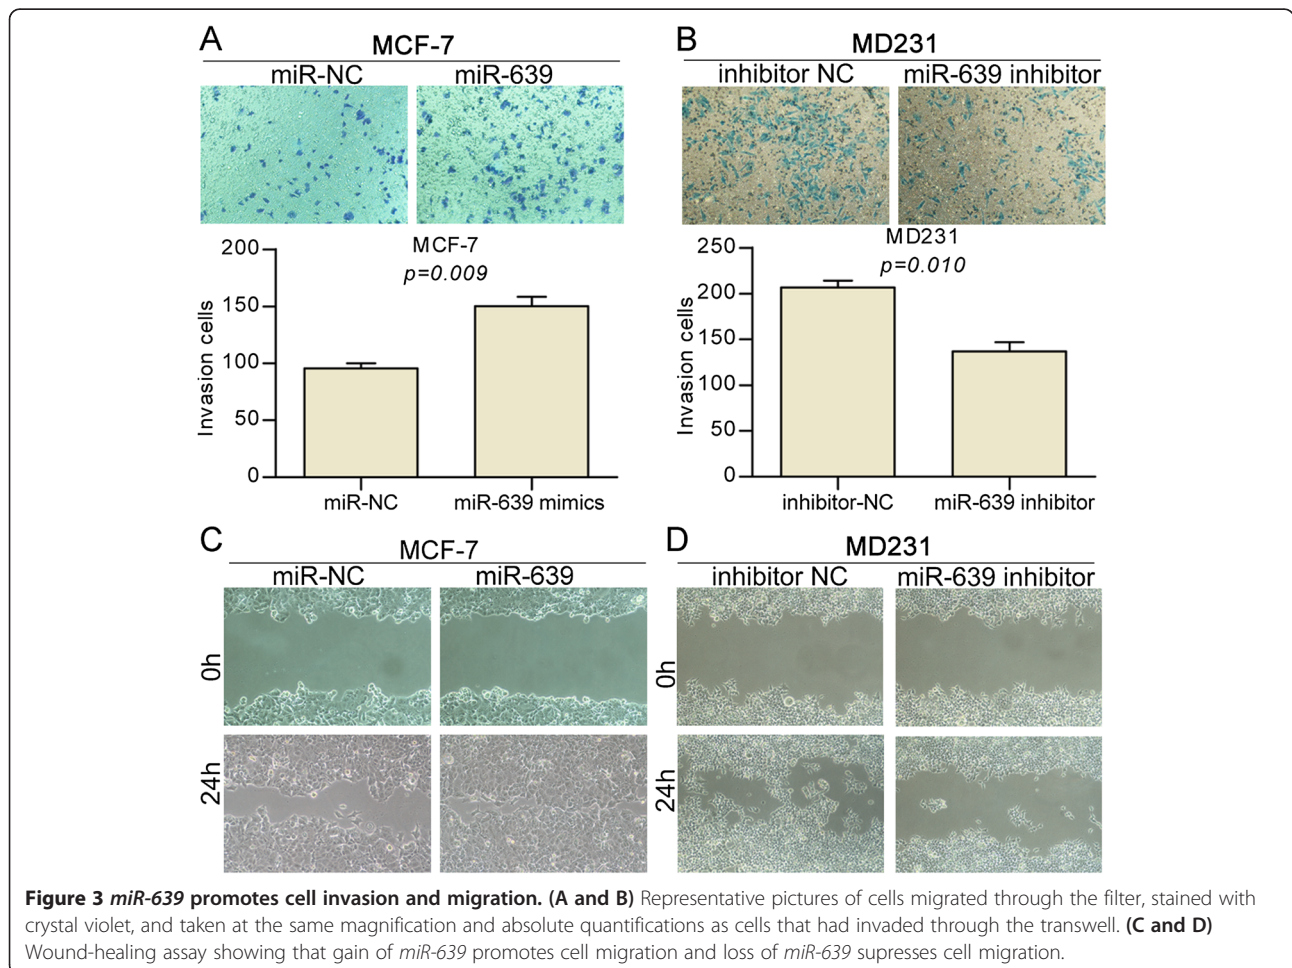 A
MCF-7
miR-NC miR-639
200
150
100
50
0
Invasion cells
MCF-7
p=0.009
miR-NC miR-639 mimics
B
MD231
inhibitor NC miR-639 inhibitor
250
200
150
100
50
0
Invasion cells
MD231
p=0.010
inhibitor-NC miR-639 inhibitor
C
MCF-7
miR-NC miR-639
0h
24h
D
MD231
inhibitor NC miR-639 inhibitor
0h
24h
Figure 3 miR-639 promotes cell invasion and migration. (A and B) Representative pictures of cells migrated through the filter, stained with
crystal violet, and taken at the same magnification and absolute quantifications as cells that had invaded through the transwell. (C and D)
Wound-healing assay showing that gain of miR-639 promotes cell migration and loss of miR-639 supresses cell migration.